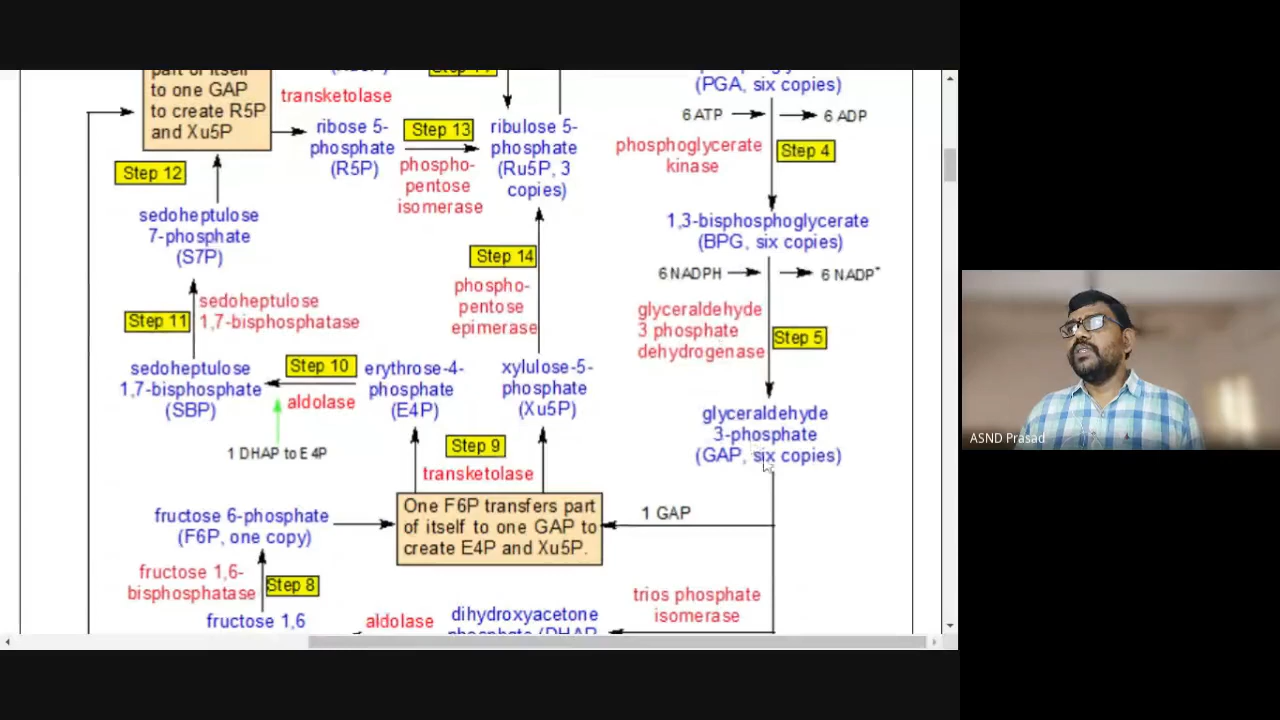 part of itself
to one GAP
to create R5P
and Xu5P
transketolase
ribose 5-
phosphate
(R5P)
Step 13
phospho-
pentose
isomerase
ribulose 5-
phosphate
(Ru5P, 3
copies)
(PGA, six copies)
6 ATP
6 ADP
phosphoglycerate
kinase
Step 4
Step 12
sedoheptulose
7-phosphate
(S7P)
1,3-bisphosphoglycerate
(BPG, six copies)
Step 14
phospho-
pentose
epimerase
6 NADPH
6 NADP+
Step 11
sedoheptulose
1,7-bisphosphatase
glyceraldehyde
3 phosphate
dehydrogenase
Step 5
sedoheptulose
1,7-bisphosphate
(SBP)
Step 10
aldolase
erythrose-4-
phosphate
(E4P)
xylulose-5-
phosphate
(Xu5P)
glyceraldehyde
3-phosphate
(GAP, six copies)
1 DHAP to E 4P
Step 9
transketolase
fructose 6-phosphate
(F6P, one copy)
One F6P transfers part
of itself to one GAP to
create E4P and Xu5P.
1 GAP
fructose 1,6-
bisphosphatase
Step 8
fructose 1,6
aldolase
dihydroxyacetone
phosphate (DHAP
trios phosphate
isomerase
ASND Prasad